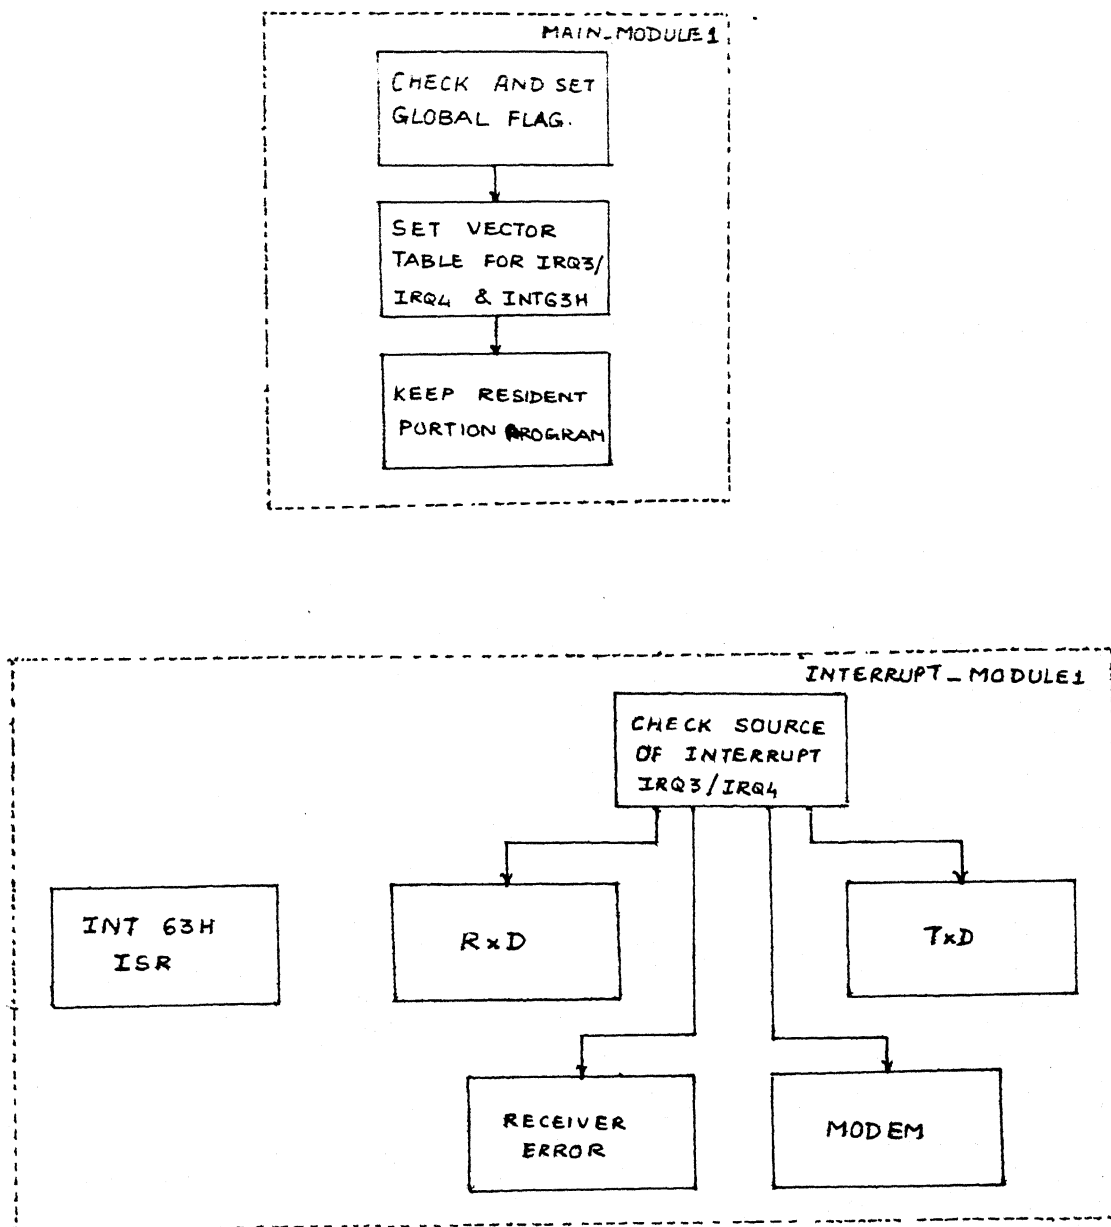 MAIN_MODULE1
CHECK AND SET
GLOBAL FLAG.
SET VECTOR
TABLE FOR IRQ3/
IRQ4 & INT63H
KEEP RESIDENT
PORTION PROGRAM
INTERRUPT_MODULE1
CHECK SOURCE
OF INTERRUPT
IRQ3/IRQ4
INT 63H
ISR
RxD
TxD
RECEIVER
ERROR
MODEM